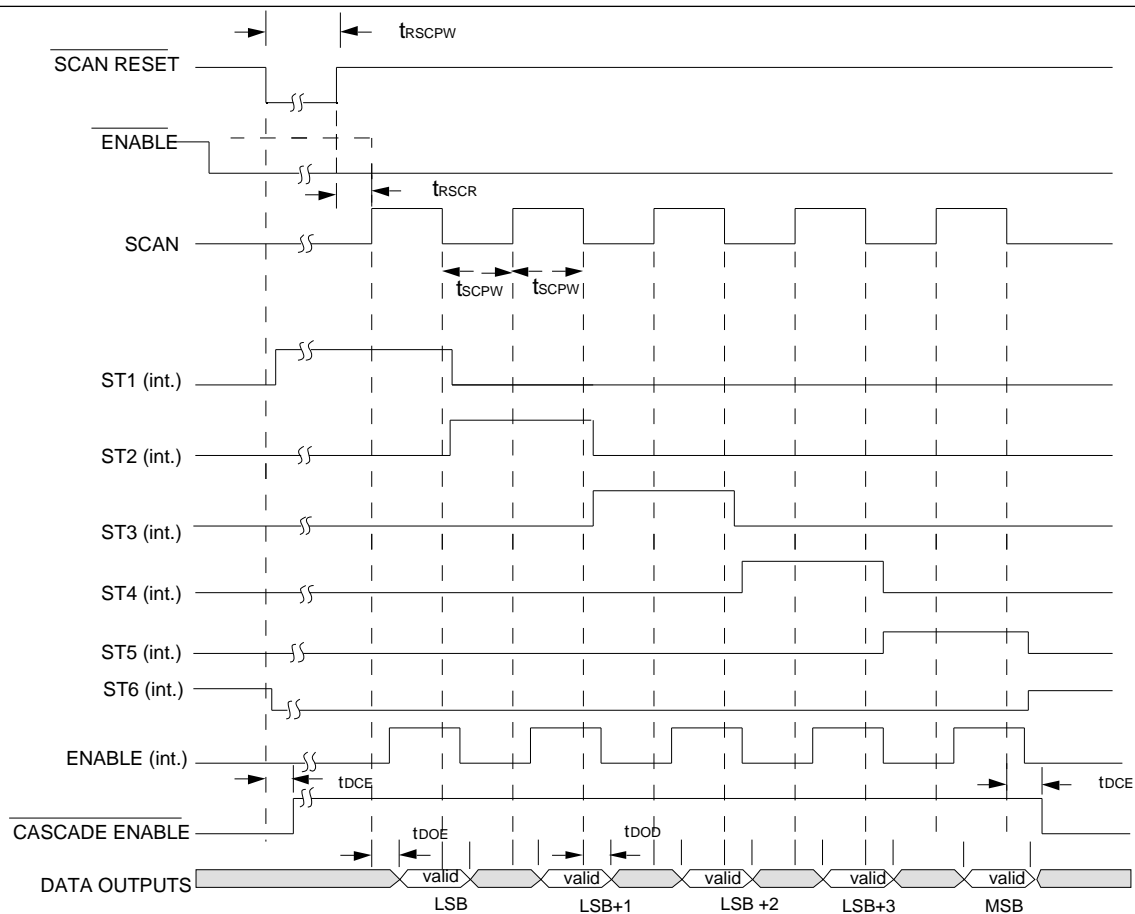 tRSCPW
SCAN RESET
ENABLE
tRSCR
SCAN
tSCPW tSCPW
ST1 (int.)
ST2 (int.)
ST3 (int.)
ST4 (int.)
ST5 (int.)
ST6 (int.)
ENABLE (int.)
tDCE tDCE
CASCADE ENABLE
tDOE tDOD
DATA OUTPUTS valid valid valid valid valid
LSB LSB+1 LSB +2 LSB+3 MSB